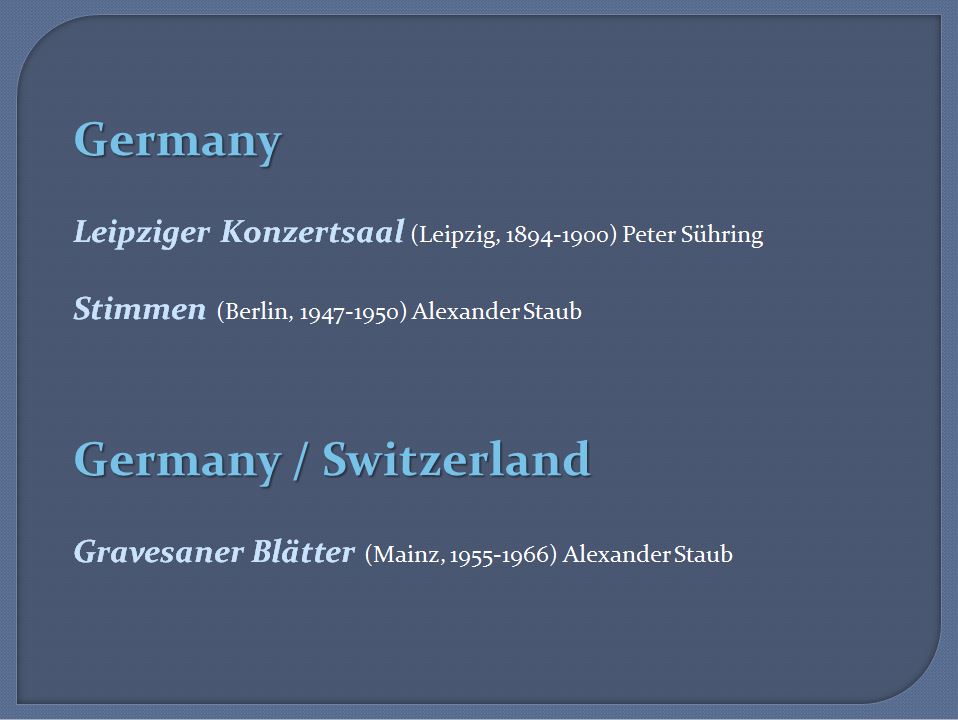 Germany
Leipziger Konzertsaal (Leipzig, 1894-1900) Peter Sühring
Stimmen (Berlin, 1947-1950) Alexander Staub
Germany / Switzerland
Gravesaner Blätter (Mainz, 1955-1966) Alexander Staub